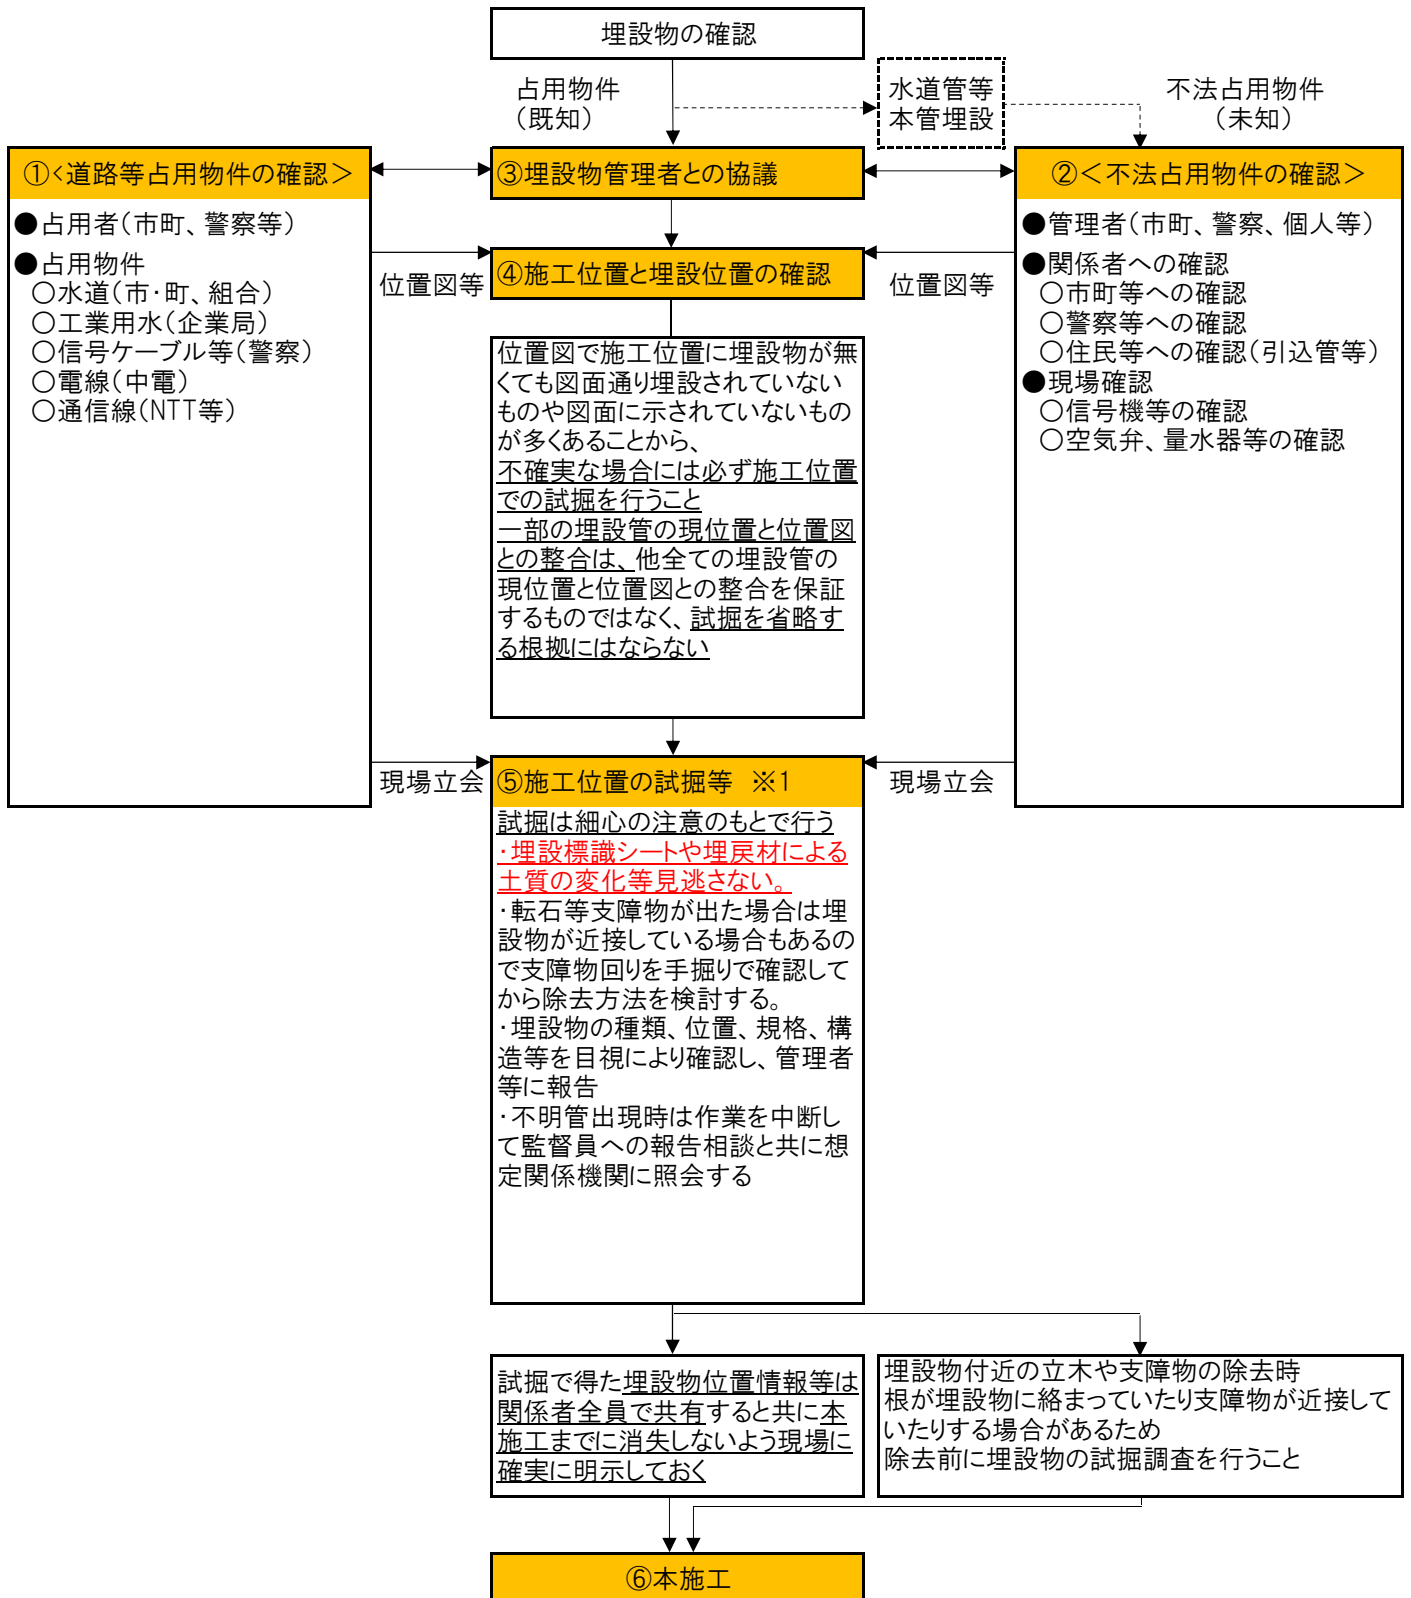 埋設物の確認
占用物件
（既知）
水道管等
本管埋設
不法占用物件
（未知）
①<道路等占用物件の確認＞
●占用者（市町、警察等）
●占用物件
○水道（市・町、組合）
○工業用水（企業局）
○信号ケーブル等（警察）
○電線（中電）
○通信線（NTT等）
③埋設物管理者との協議
②＜不法占用物件の確認＞
●管理者（市町、警察、個人等）
●関係者への確認
○市町等への確認
○警察等への確認
○住民等への確認（引込管等）
●現場確認
○信号機等の確認
○空気弁、量水器等の確認
位置図等
④施工位置と埋設位置の確認
位置図等
位置図で施工位置に埋設物が無
くても図面通り埋設されていない
ものや図面に示されていないもの
が多くあることから、
不確実な場合には必ず施工位置
での試掘を行うこと
一部の埋設管の現位置と位置図
との整合は、他全ての埋設管の
現位置と位置図との整合を保証
するものではなく、試掘を省略す
る根拠にはならない
現場立会
⑤施工位置の試掘等　※1
現場立会
試掘は細心の注意のもとで行う
・埋設標識シートや埋戻材による
土質の変化等見逃さない。
・転石等支障物が出た場合は埋
設物が近接している場合もあるの
で支障物回りを手掘りで確認して
から除去方法を検討する。
・埋設物の種類、位置、規格、構
造等を目視により確認し、管理者
等に報告
・不明管出現時は作業を中断し
て監督員への報告相談と共に想
定関係機関に照会する
試掘で得た埋設物位置情報等は
関係者全員で共有すると共に本
施工までに消失しないよう現場に
確実に明示しておく
埋設物付近の立木や支障物の除去時
根が埋設物に絡まっていたり支障物が近接して
いたりする場合があるため
除去前に埋設物の試掘調査を行うこと
⑥本施工